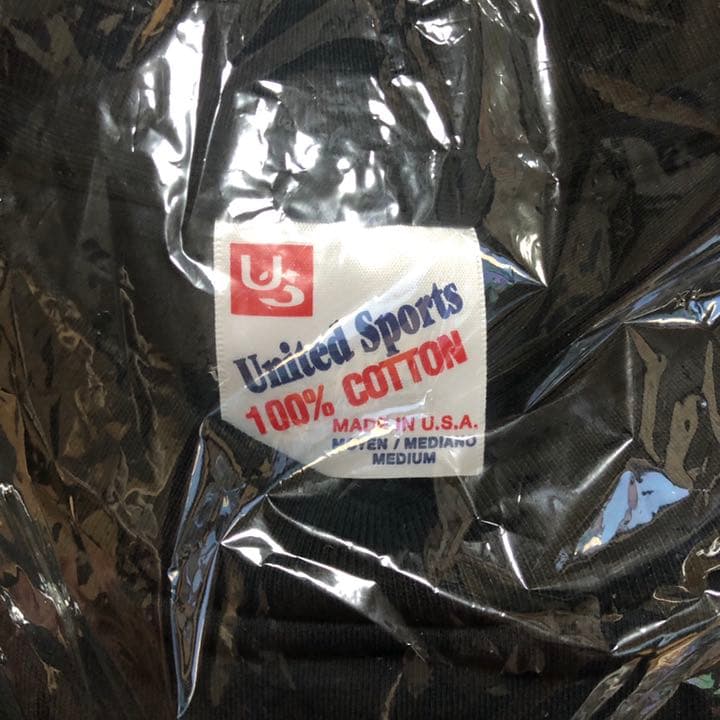 US
United Sports
100% COTTON
MADE IN U.S.A.
MOYEN / MEDIANO
MEDIUM